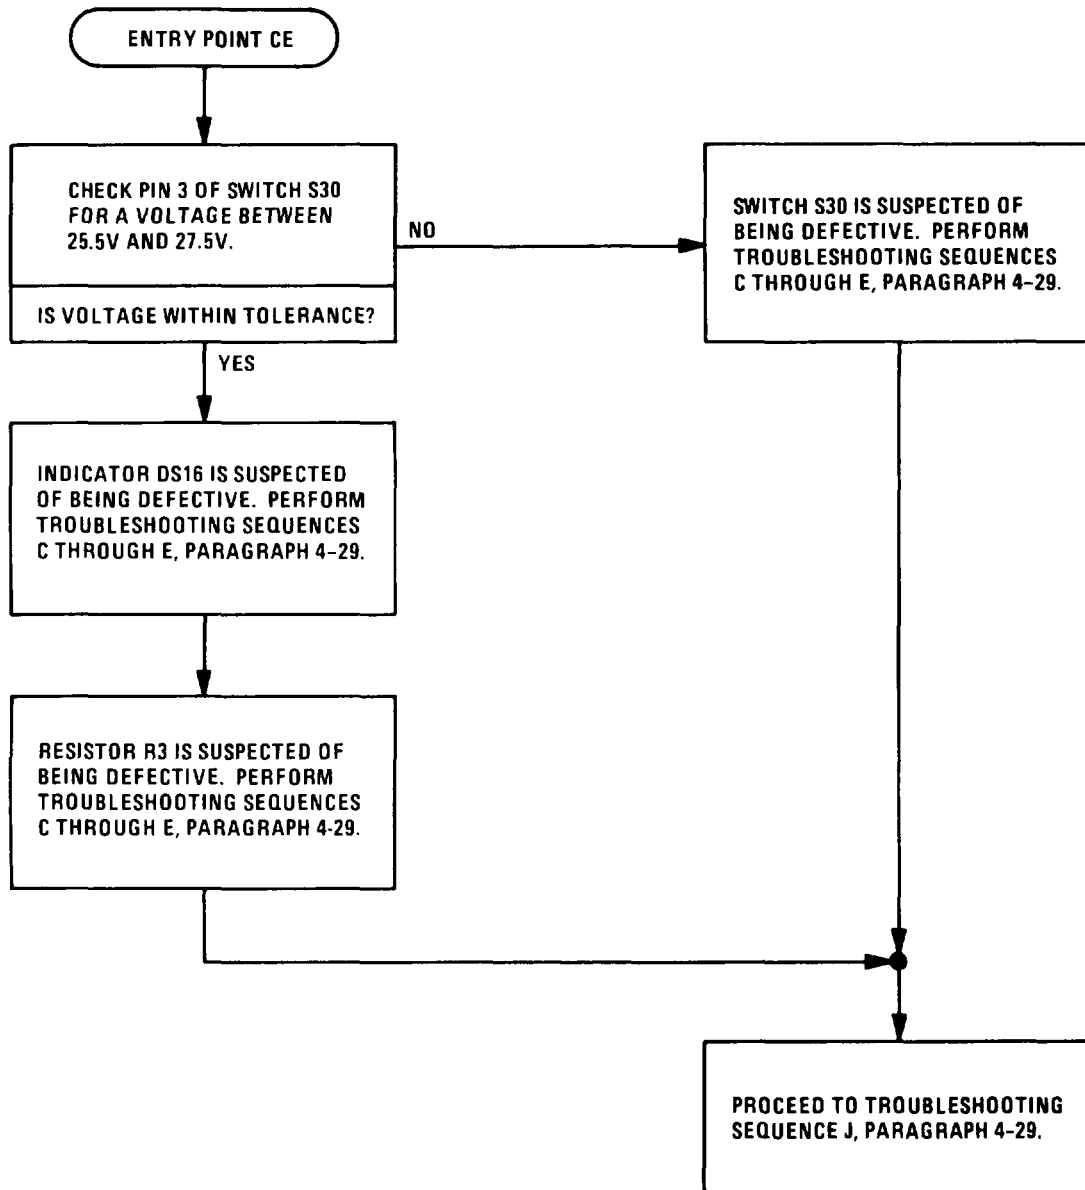 ENTRY POINT CE
CHECK PIN 3 OF SWITCH S30
FOR A VOLTAGE BETWEEN
25.5V AND 27.5V.
IS VOLTAGE WITHIN TOLERANCE?
NO
SWITCH S30 IS SUSPECTED OF
BEING DEFECTIVE. PERFORM
TROUBLESHOOTING SEQUENCES
C THROUGH E, PARAGRAPH 4-29.
YES
INDICATOR DS16 IS SUSPECTED
OF BEING DEFECTIVE. PERFORM
TROUBLESHOOTING SEQUENCES
C THROUGH E, PARAGRAPH 4-29.
RESISTOR R3 IS SUSPECTED OF
BEING DEFECTIVE. PERFORM
TROUBLESHOOTING SEQUENCES
C THROUGH E, PARAGRAPH 4-29.
PROCEED TO TROUBLESHOOTING
SEQUENCE J, PARAGRAPH 4-29.